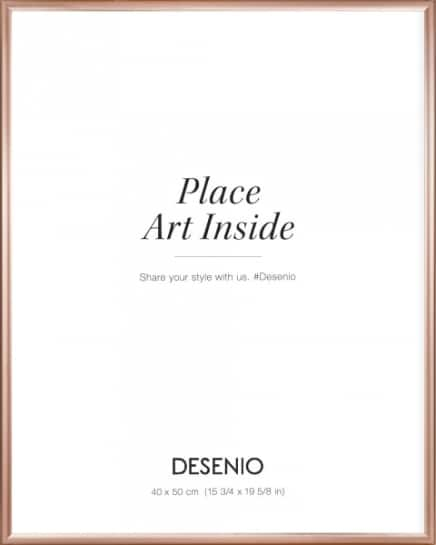 Place
Art Inside
Share your style with us. #Desenio
DESENIO
40 x 50 cm (15 3/4 x 19 5/8 in)